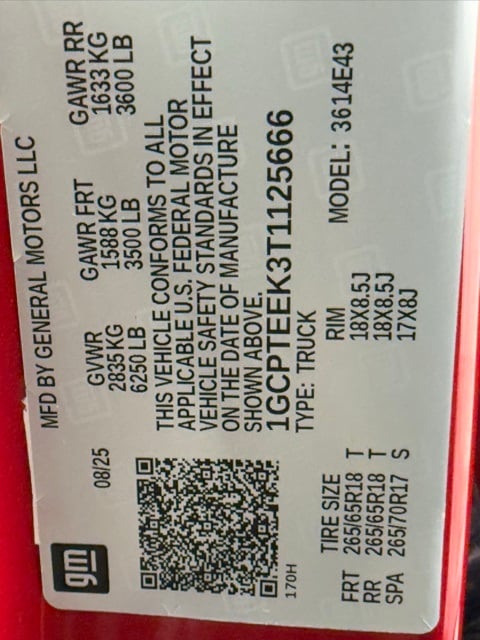 gm
MFD BY GENERAL MOTORS LLC
08/25
GVWR GAWR FRT GAWR RR
2835 KG 1588 KG 1633 KG
6250 LB 3500 LB 3600 LB
THIS VEHICLE CONFORMS TO ALL
APPLICABLE U.S. FEDERAL MOTOR
VEHICLE SAFETY STANDARDS IN EFFECT
ON THE DATE OF MANUFACTURE
SHOWN ABOVE.
1GCPTEEK3T1125666
TYPE: TRUCK MODEL: 3614E43
170H
TIRE SIZE RIM
FRT 265/65R18 T 18X8.5J
RR 265/65R18 T 18X8.5J
SPA 265/70R17 S 17X8J